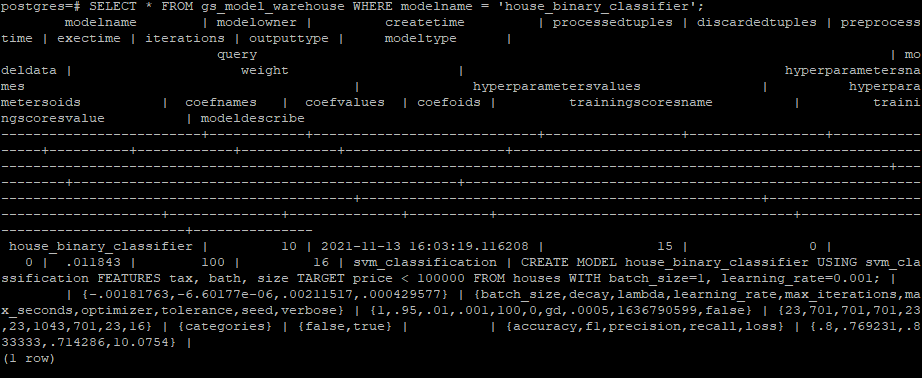 postgres=# SELECT * FROM gs_model_warehouse WHERE modelname = 'house_binary_classifier';
modelname | modelowner | createtime | processedtuples | discardedtuples | preprocess
time | exectime | iterations | outputtype | modeltype |
query | mo
deldata | weight | hyperparametersna
mes | hyperparametersvalues | hyperpara
metersoids | coefnames | coefvalues | coefoids | trainingscoresname | traini
ngscoresvalue | modeldescribe
--------------------------+-------------+----------------------------+-----------------+-----------------+-----------
-----+----------+------------+------------+--------------------+------------------------------------------------
---------------------------------------------------------------------------------------------------------------+---
--------+-------------------------------------------------+------------------------------------------------------
--------------------------------------------+---------------------------------------------------+----------------
--------------------+--------------+--------------+----------+--------------------------------------+---------------
-----------------------+---------------
house_binary_classifier | 10 | 2021-11-13 16:03:19.116208 | 15 | 0 |
0 | .011843 | 100 | 16 | svm_classification | CREATE MODEL house_binary_classifier USING svm_cla
ssification FEATURES tax, bath, size TARGET price < 100000 FROM houses WITH batch_size=1, learning_rate=0.001; |
| {-.00181763,-6.60177e-06,.00211517,.000429577} | {batch_size,decay,lambda,learning_rate,max_iterations,ma
x_seconds,optimizer,tolerance,seed,verbose} | {1,.95,.01,.001,100,0,gd,.0005,1636790599,false} | {23,701,701,701,23
,23,1043,701,23,16} | {categories} | {false,true} | | {accuracy,f1,precision,recall,loss} | {.8,.769231,.8
33333,.714286,10.0754} |
(1 row)